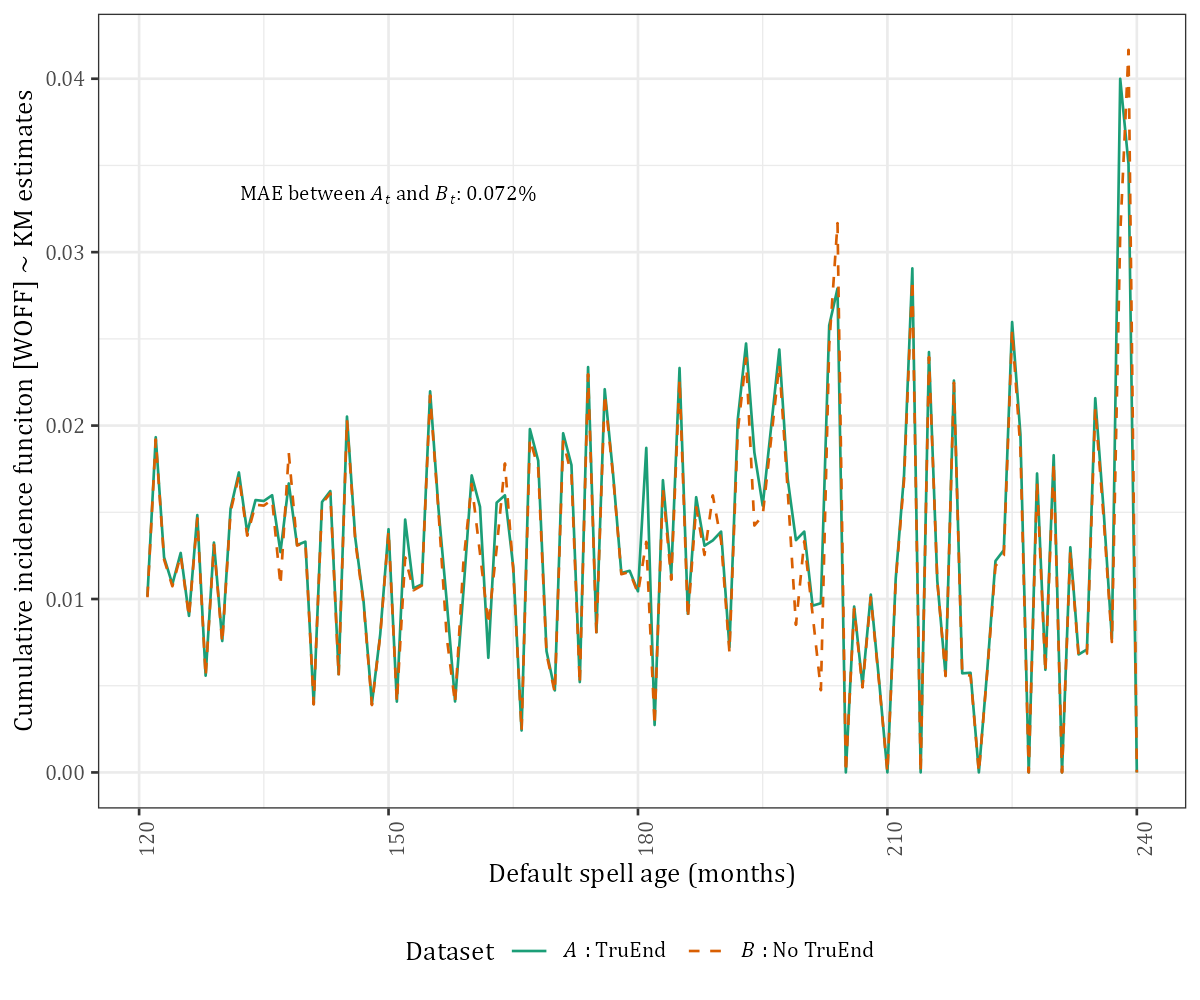 Cumulative incidence funciton [WOFF] ~ KM estimates
0.04
0.03
0.02
0.01
0.00
MAE between A_t and B_t: 0.072%
120
150
180
210
240
Default spell age (months)
Dataset A : TruEnd B : No TruEnd